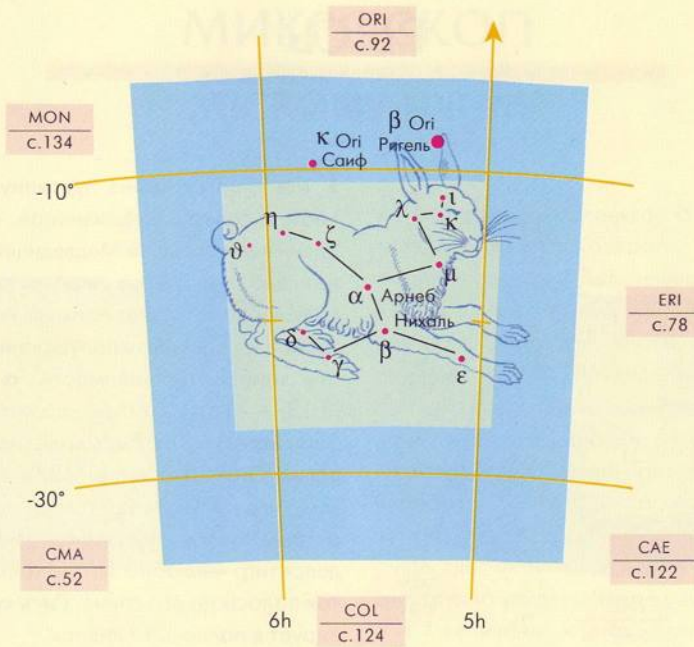 ORI
c.92
MON
c.134
κ Ori
Саиф
β Ori
Ригель
-10°
ι
λ
κ
η
ϑ
ζ
μ
α
Арнеб
ERI
c.78
Нихаль
δ
β
γ
ε
-30°
CMA
c.52
CAE
c.122
6h
COL
c.124
5h